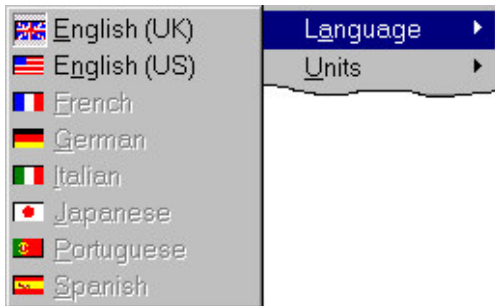 English (UK)
English (US)
French
German
Italian
Japanese
Portuguese
Spanish
Language
Units